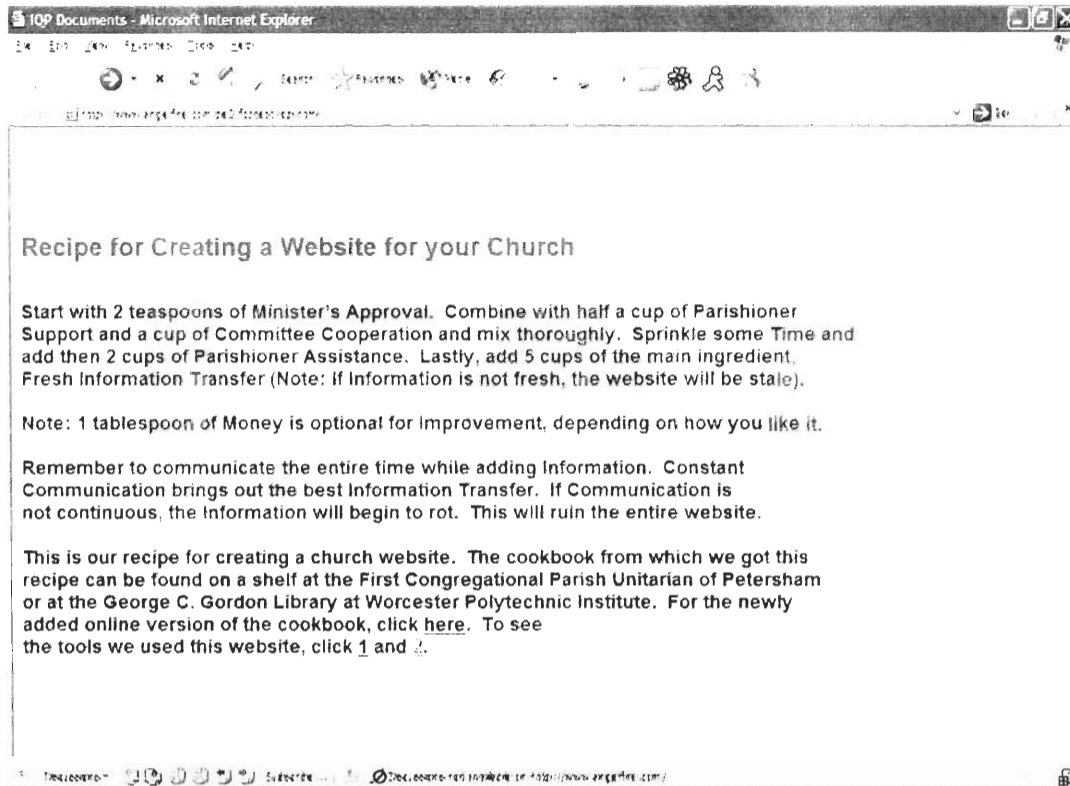 IQP Documents - Microsoft Internet Explorer
Search Favorites
Recipe for Creating a Website for your Church
Start with 2 teaspoons of Minister's Approval. Combine with half a cup of Parishioner
Support and a cup of Committee Cooperation and mix thoroughly. Sprinkle some Time and
add then 2 cups of Parishioner Assistance. Lastly, add 5 cups of the main ingredient,
Fresh Information Transfer (Note: If Information is not fresh, the website will be stale).
Note: 1 tablespoon of Money is optional for Improvement, depending on how you like it.
Remember to communicate the entire time while adding Information. Constant
Communication brings out the best Information Transfer. If Communication is
not continuous, the Information will begin to rot. This will ruin the entire website.
This is our recipe for creating a church website. The cookbook from which we got this
recipe can be found on a shelf at the First Congregational Parish Unitarian of Petersham
or at the George C. Gordon Library at Worcester Polytechnic Institute. For the newly
added online version of the cookbook, click here. To see
the tools we used this website, click 1 and 2.